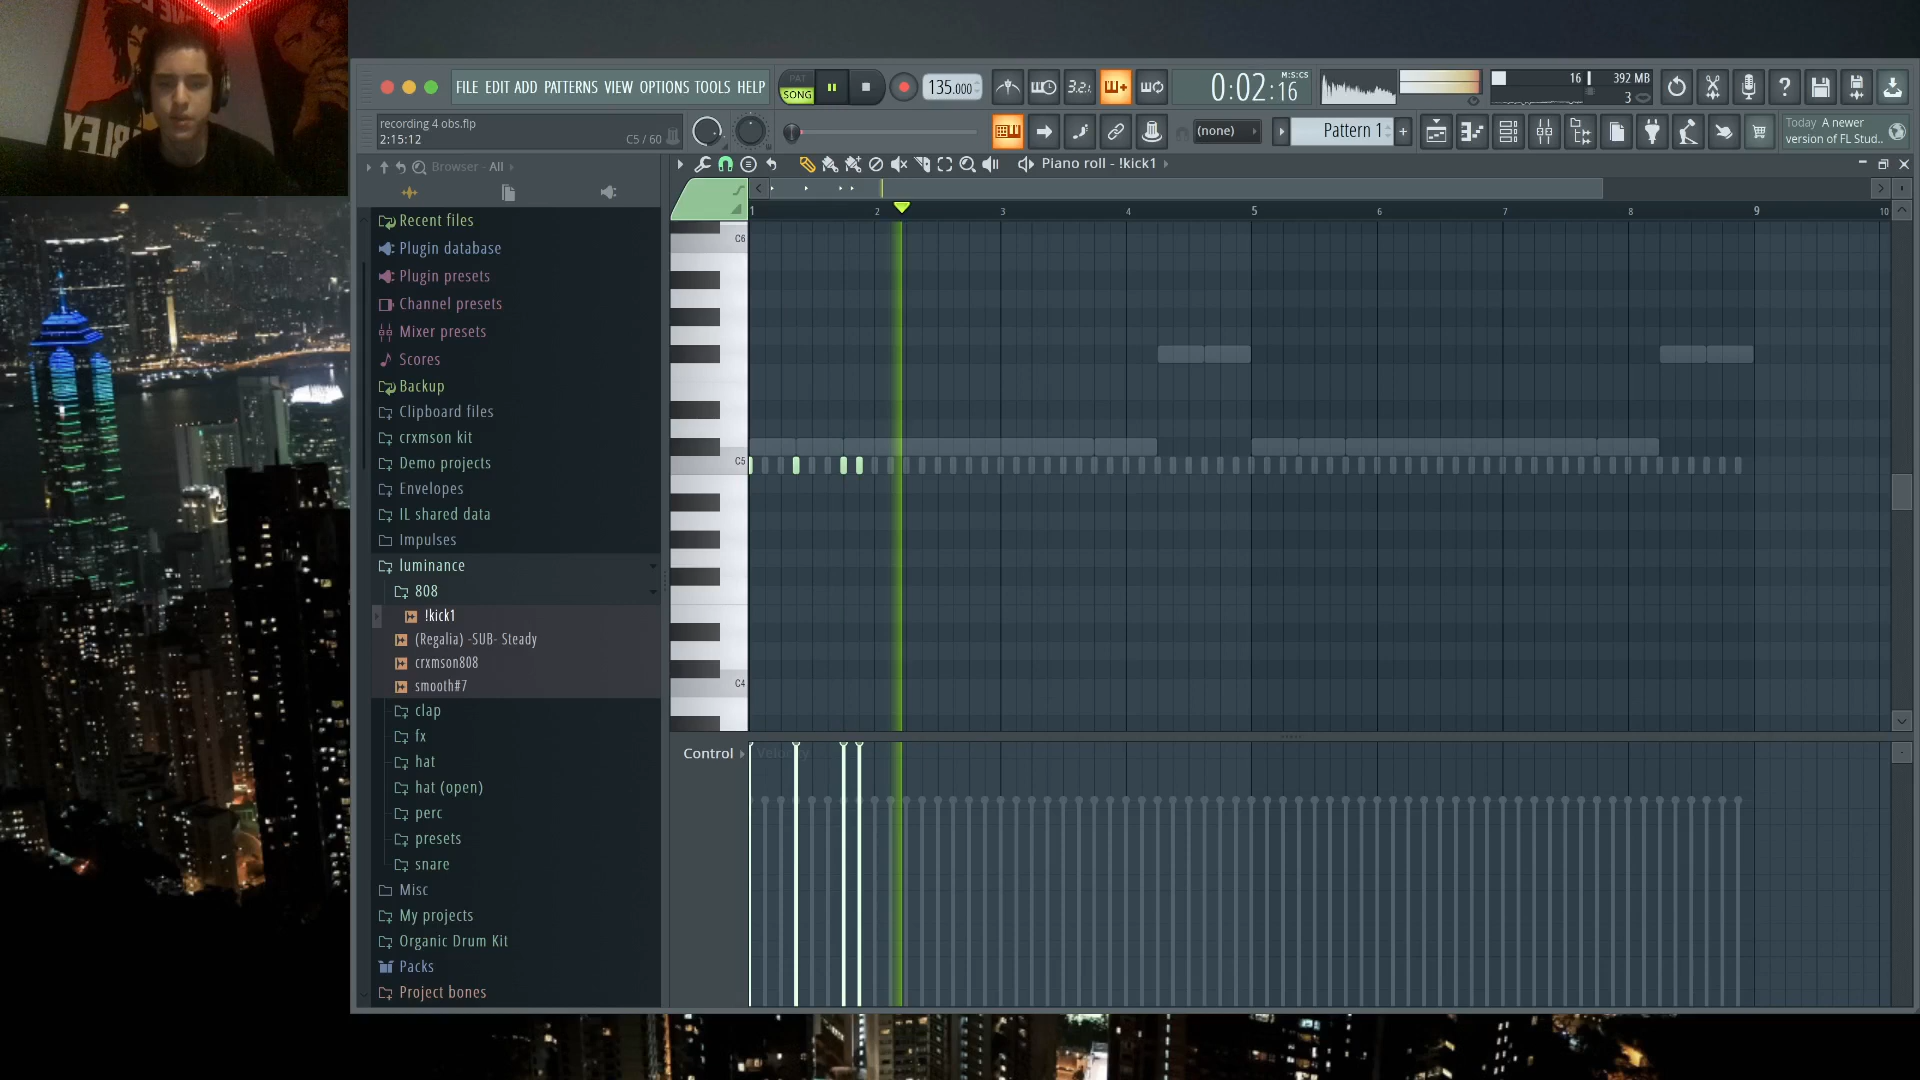 FILE EDIT ADD PATTERNS VIEW OPTIONS TOOLS HELP
PAT
SONG
135.000
3.2.
0:02:16
M:S:CS
16
392 MB
3
recording 4 obs.flp
2:15:12
C5 / 60
(none)
Pattern 1
+
Today A newer
version of FL Stud..
Browser - All
Piano roll - !kick1
1 2 3 4 5 6 7 8 9 10
Recent files
Plugin database
Plugin presets
Channel presets
Mixer presets
Scores
Backup
Clipboard files
crxmson kit
Demo projects
Envelopes
IL shared data
Impulses
luminance
808
!kick1
(Regalia) -SUB- Steady
crxmson808
smooth#7
clap
fx
hat
hat (open)
perc
presets
snare
Misc
My projects
Organic Drum Kit
Packs
Project bones
C6
C5
C4
Control
Velocity